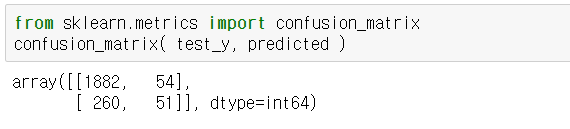 from sklearn.metrics import confusion_matrix
confusion_matrix( test_y, predicted )
array([[1882,   54],
       [ 260,   51]], dtype=int64)